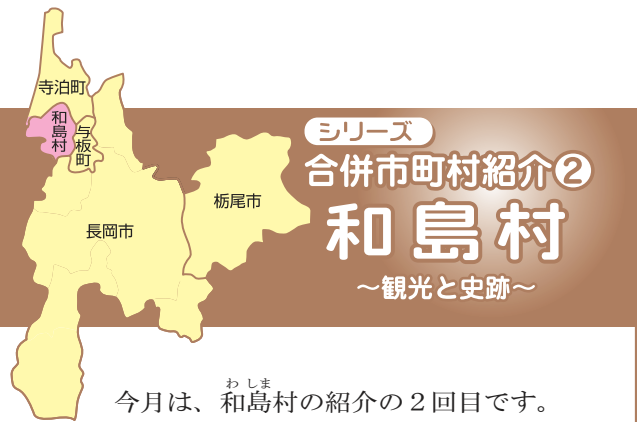 寺泊町
和島村
与板町
栃尾市
長岡市
シリーズ
合併市町村紹介❷
和島村
～観光と史跡～
わ しま
今月は、和島村の紹介の２回目です。